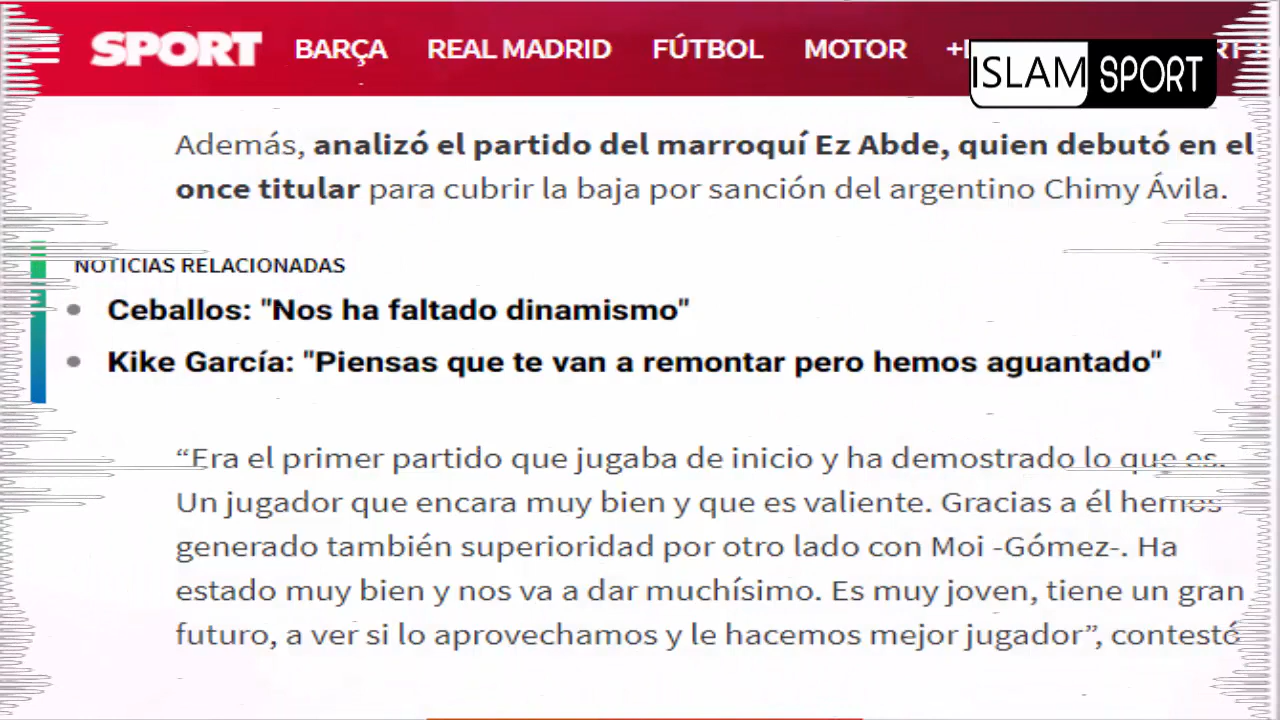 SPORT BARÇA REAL MADRID FÚTBOL MOTOR
ISLAM SPORT
Además, analizó el partido del marroquí Ez Abde, quien debutó en el
once titular para cubrir la baja por sanción del argentino Chimy Ávila.
NOTICIAS RELACIONADAS
Ceballos: "Nos ha faltado dinamismo"
Kike García: "Piensas que te van a remontar pero hemos aguantado"
“Era el primer partido que jugaba de inicio y ha demostrado lo que es.
Un jugador que encara muy bien y que es valiente. Gracias a él hemos
generado también superioridad por otro lado con Moi -Gómez-. Ha
estado muy bien y nos va a dar muchísimo. Es muy joven, tiene un gran
futuro, a ver si lo aprovechamos y le hacemos mejor jugador”, contestó